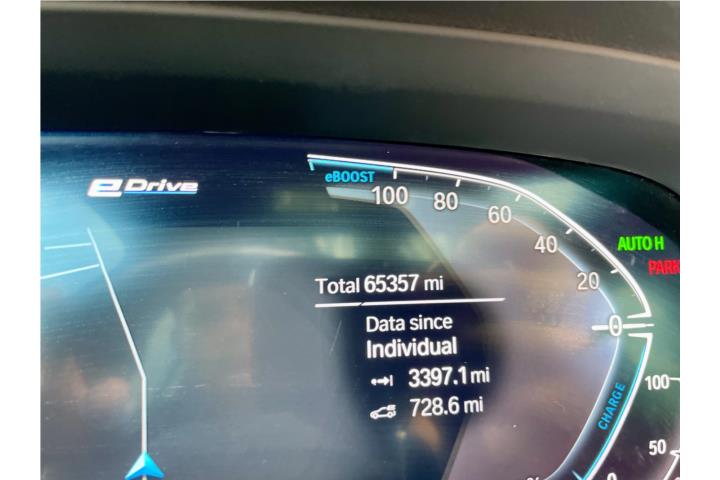 eDrive
eBOOST
100
80
60
40
20
0
AUTO H
PARK
Total 65357 mi
Data since
Individual
3397.1 mi
728.6 mi
CHARGE
100
50
0
%